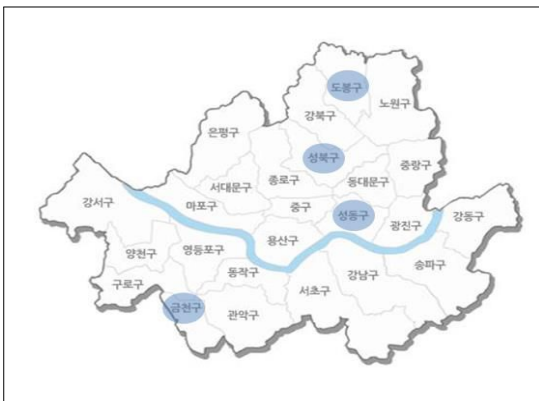 도봉구
노원구
강북구
은평구
성북구
중랑구
종로구
동대문구
서대문구
강서구
마포구
중구
성동구
광진구
강동구
용산구
양천구
영등포구
송파구
동작구
강남구
구로구
서초구
금천구
관악구